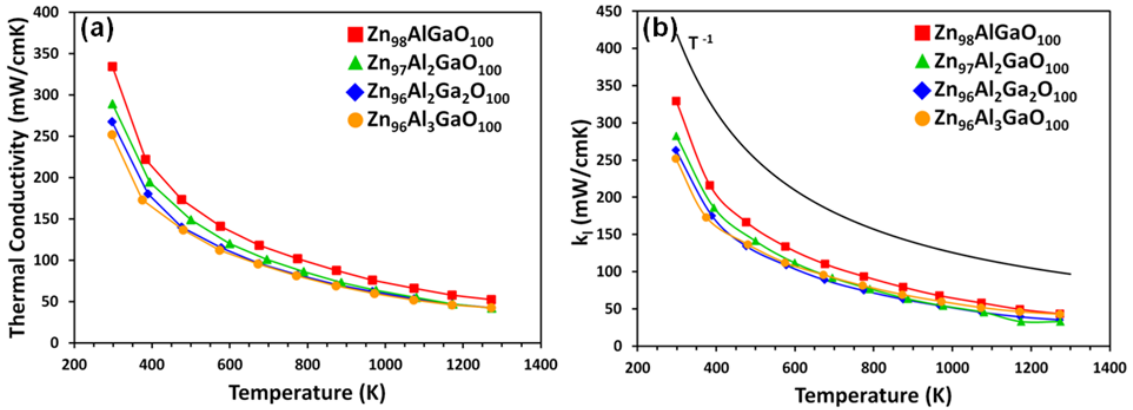 (a)
Zn₉₈AlGaO₁₀₀
Zn₉₇Al₂GaO₁₀₀
Zn₉₆Al₂Ga₂O₁₀₀
Zn₉₆Al₃GaO₁₀₀
Thermal Conductivity (mW/cmK)
400
350
300
250
200
150
100
50
0
200 400 600 800 1000 1200 1400
Temperature (K)
(b)
T⁻¹
Zn₉₈AlGaO₁₀₀
Zn₉₇Al₂GaO₁₀₀
Zn₉₆Al₂Ga₂O₁₀₀
Zn₉₆Al₃GaO₁₀₀
kₗ (mW/cmK)
450
400
350
300
250
200
150
100
50
0
200 400 600 800 1000 1200 1400
Temperature (K)